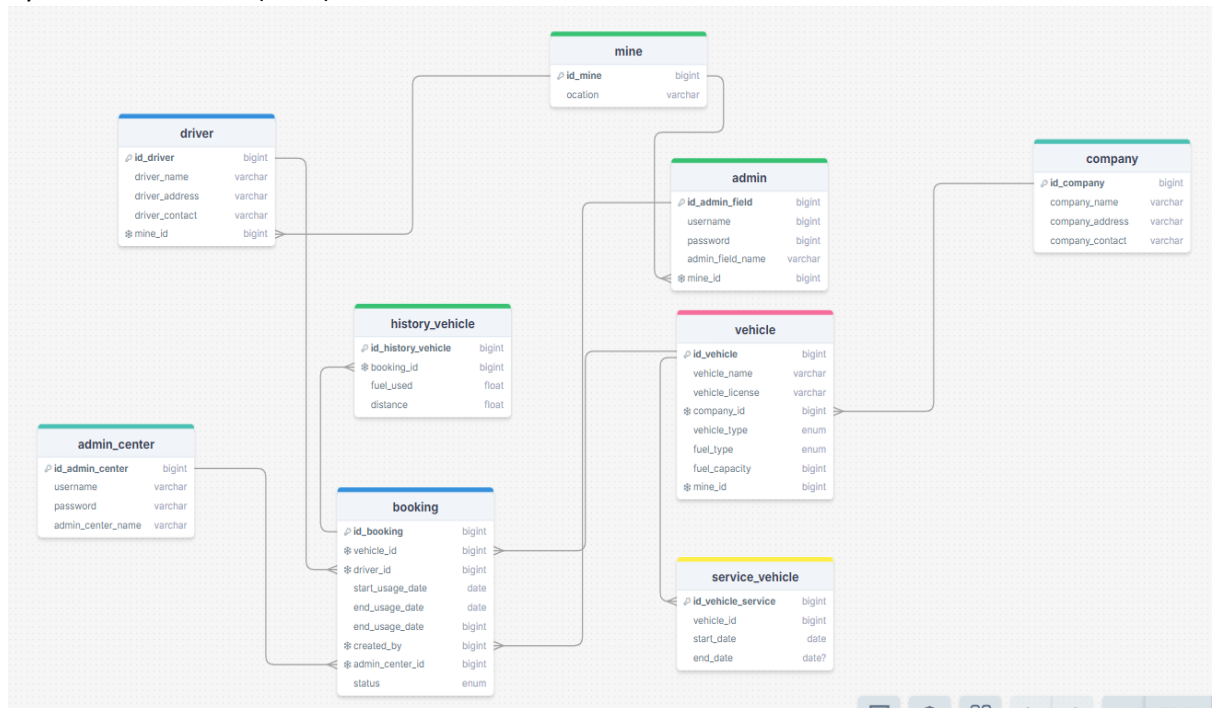 mine
id_mine bigint
ocation varchar
driver
id_driver bigint
driver_name varchar
driver_address varchar
driver_contact varchar
mine_id bigint
company
id_company bigint
company_name varchar
company_address varchar
company_contact varchar
admin
id_admin_field bigint
username bigint
password bigint
admin_field_name varchar
mine_id bigint
history_vehicle
id_history_vehicle bigint
booking_id bigint
fuel_used float
distance float
vehicle
id_vehicle bigint
vehicle_name varchar
vehicle_license varchar
company_id bigint
vehicle_type enum
fuel_type enum
fuel_capacity bigint
mine_id bigint
admin_center
id_admin_center bigint
username varchar
password varchar
admin_center_name varchar
booking
id_booking bigint
vehicle_id bigint
driver_id bigint
start_usage_date date
end_usage_date date
end_usage_date bigint
created_by bigint
admin_center_id bigint
status enum
service_vehicle
id_vehicle_service bigint
vehicle_id bigint
start_date date
end_date date?